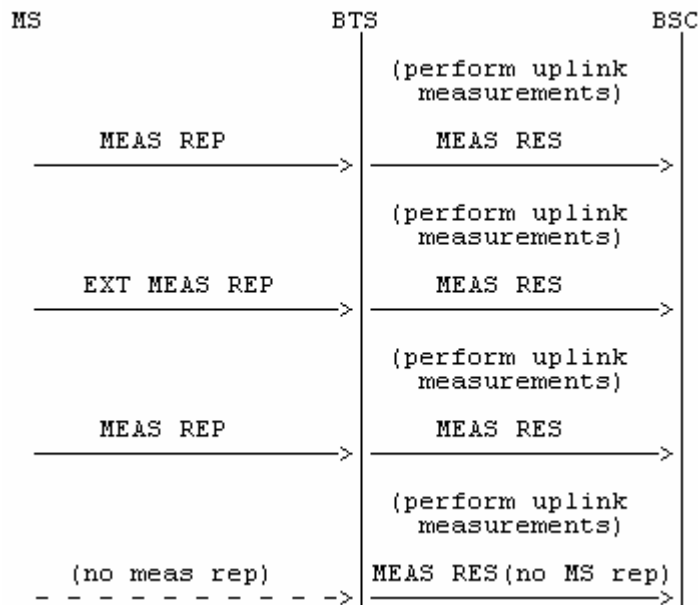 MS BTS BSC
(perform uplink
measurements)
MEAS REP MEAS RES
(perform uplink
measurements)
EXT MEAS REP MEAS RES
(perform uplink
measurements)
MEAS REP MEAS RES
(perform uplink
measurements)
(no meas rep) MEAS RES(no MS rep)